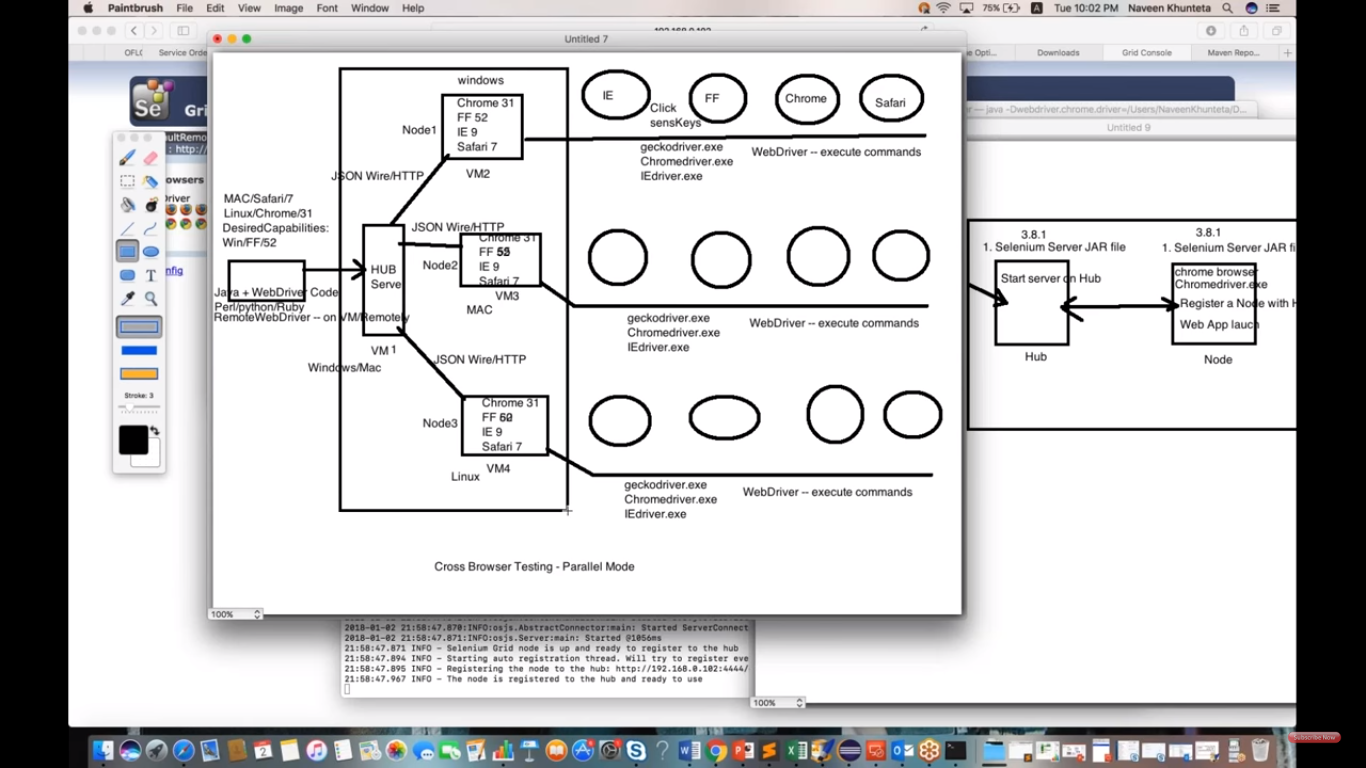 Paintbrush File Edit View Image Font Window Help
75% Tue 10:02 PM Naveen Khunteta
Service Orde
Downloads
Grid Console
Maven Repo...
Se
Untitled 7
— java -Dwebdriver.chrome.driver=/Users/NaveenKhunteta/D...
Untitled 9
Stroke: 3
windows
Chrome 31
FF 52
IE 9
Safari 7
Node1
VM2
IE
FF
Chrome
Safari
Click
sensKeys
geckodriver.exe
Chromedriver.exe
IEdriver.exe
WebDriver -- execute commands
JSON Wire/HTTP
MAC/Safari/7
Linux/Chrome/31
DesiredCapabilities:
Win/FF/52
Java + WebDriver Code
Perl/python/Ruby
RemoteWebDriver -- on VM/Remotely
HUB
Serve
VM 1
Windows/Mac
JSON Wire/HTTP
Chrome 31
FF
IE 9
Safari 7
Node2
VM3
MAC
geckodriver.exe
Chromedriver.exe
IEdriver.exe
WebDriver -- execute commands
JSON Wire/HTTP
Chrome 31
FF
IE 9
Safari 7
Node3
VM4
Linux
geckodriver.exe
Chromedriver.exe
IEdriver.exe
WebDriver -- execute commands
Cross Browser Testing - Parallel Mode
100%
3.8.1
1. Selenium Server JAR file
Start server on Hub
Hub
3.8.1
1. Selenium Server JAR fi
chrome browser
Chromedriver.exe
Register a Node with H
Web App lauch
Node
2018-01-02 21:58:47.870:INFO:osjs.AbstractConnector:main: Started ServerConnect
2018-01-02 21:58:47.871:INFO:osjs.Server:main: Started @1056ms
21:58:47.871 INFO - Selenium Grid node is up and ready to register to the hub
21:58:47.894 INFO - Starting auto registration thread. Will try to register eve
21:58:47.895 INFO - Registering the node to the hub: http://192.168.0.102:4444/
21:58:47.967 INFO - The node is registered to the hub and ready to use
100%
Subscribe Now